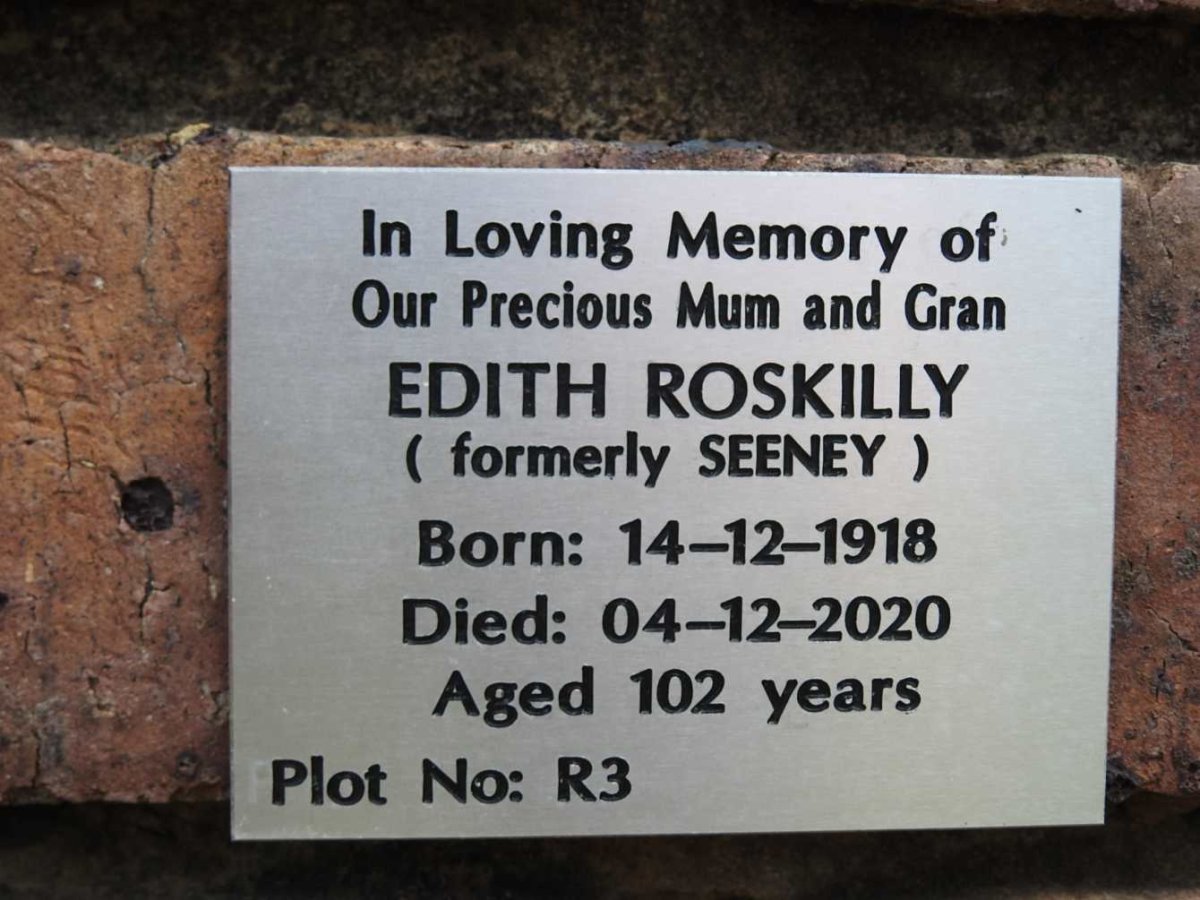 In Loving Memory of
Our Precious Mum and Gran
EDITH ROSKILLY
( formerly SEENEY )
Born: 14-12-1918
Died: 04-12-2020
Aged 102 years
Plot No: R3